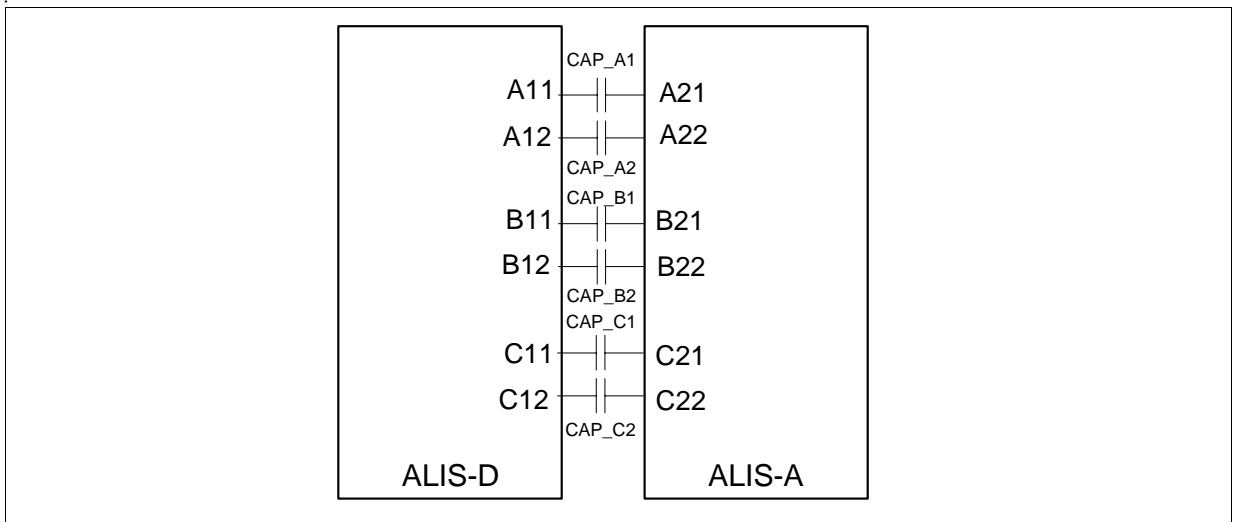 CAP_A1
A11 A21
A12 A22
CAP_A2
CAP_B1
B11 B21
B12 B22
CAP_B2
CAP_C1
C11 C21
C12 C22
CAP_C2
ALIS-D ALIS-A